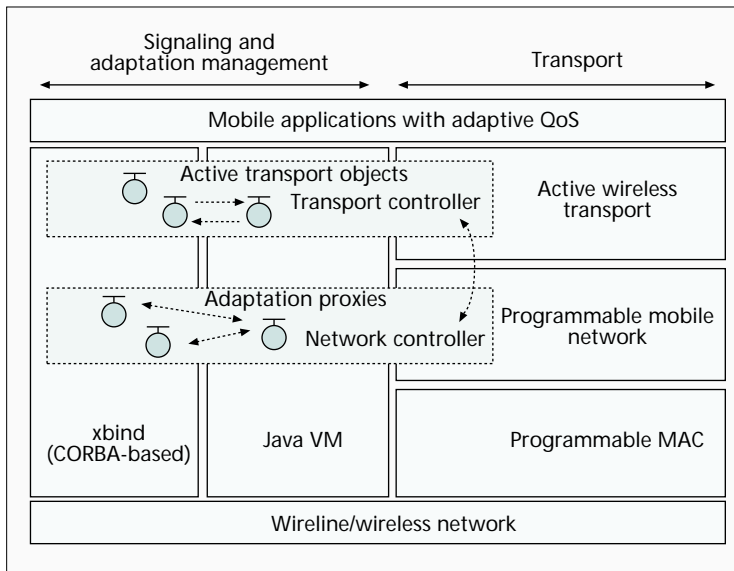 Signaling and
adaptation management
Transport
Mobile applications with adaptive QoS
Active transport objects
Transport controller
Active wireless
transport
Adaptation proxies
Network controller
Programmable mobile
network
xbind
(CORBA-based)
Java VM
Programmable MAC
Wireline/wireless network